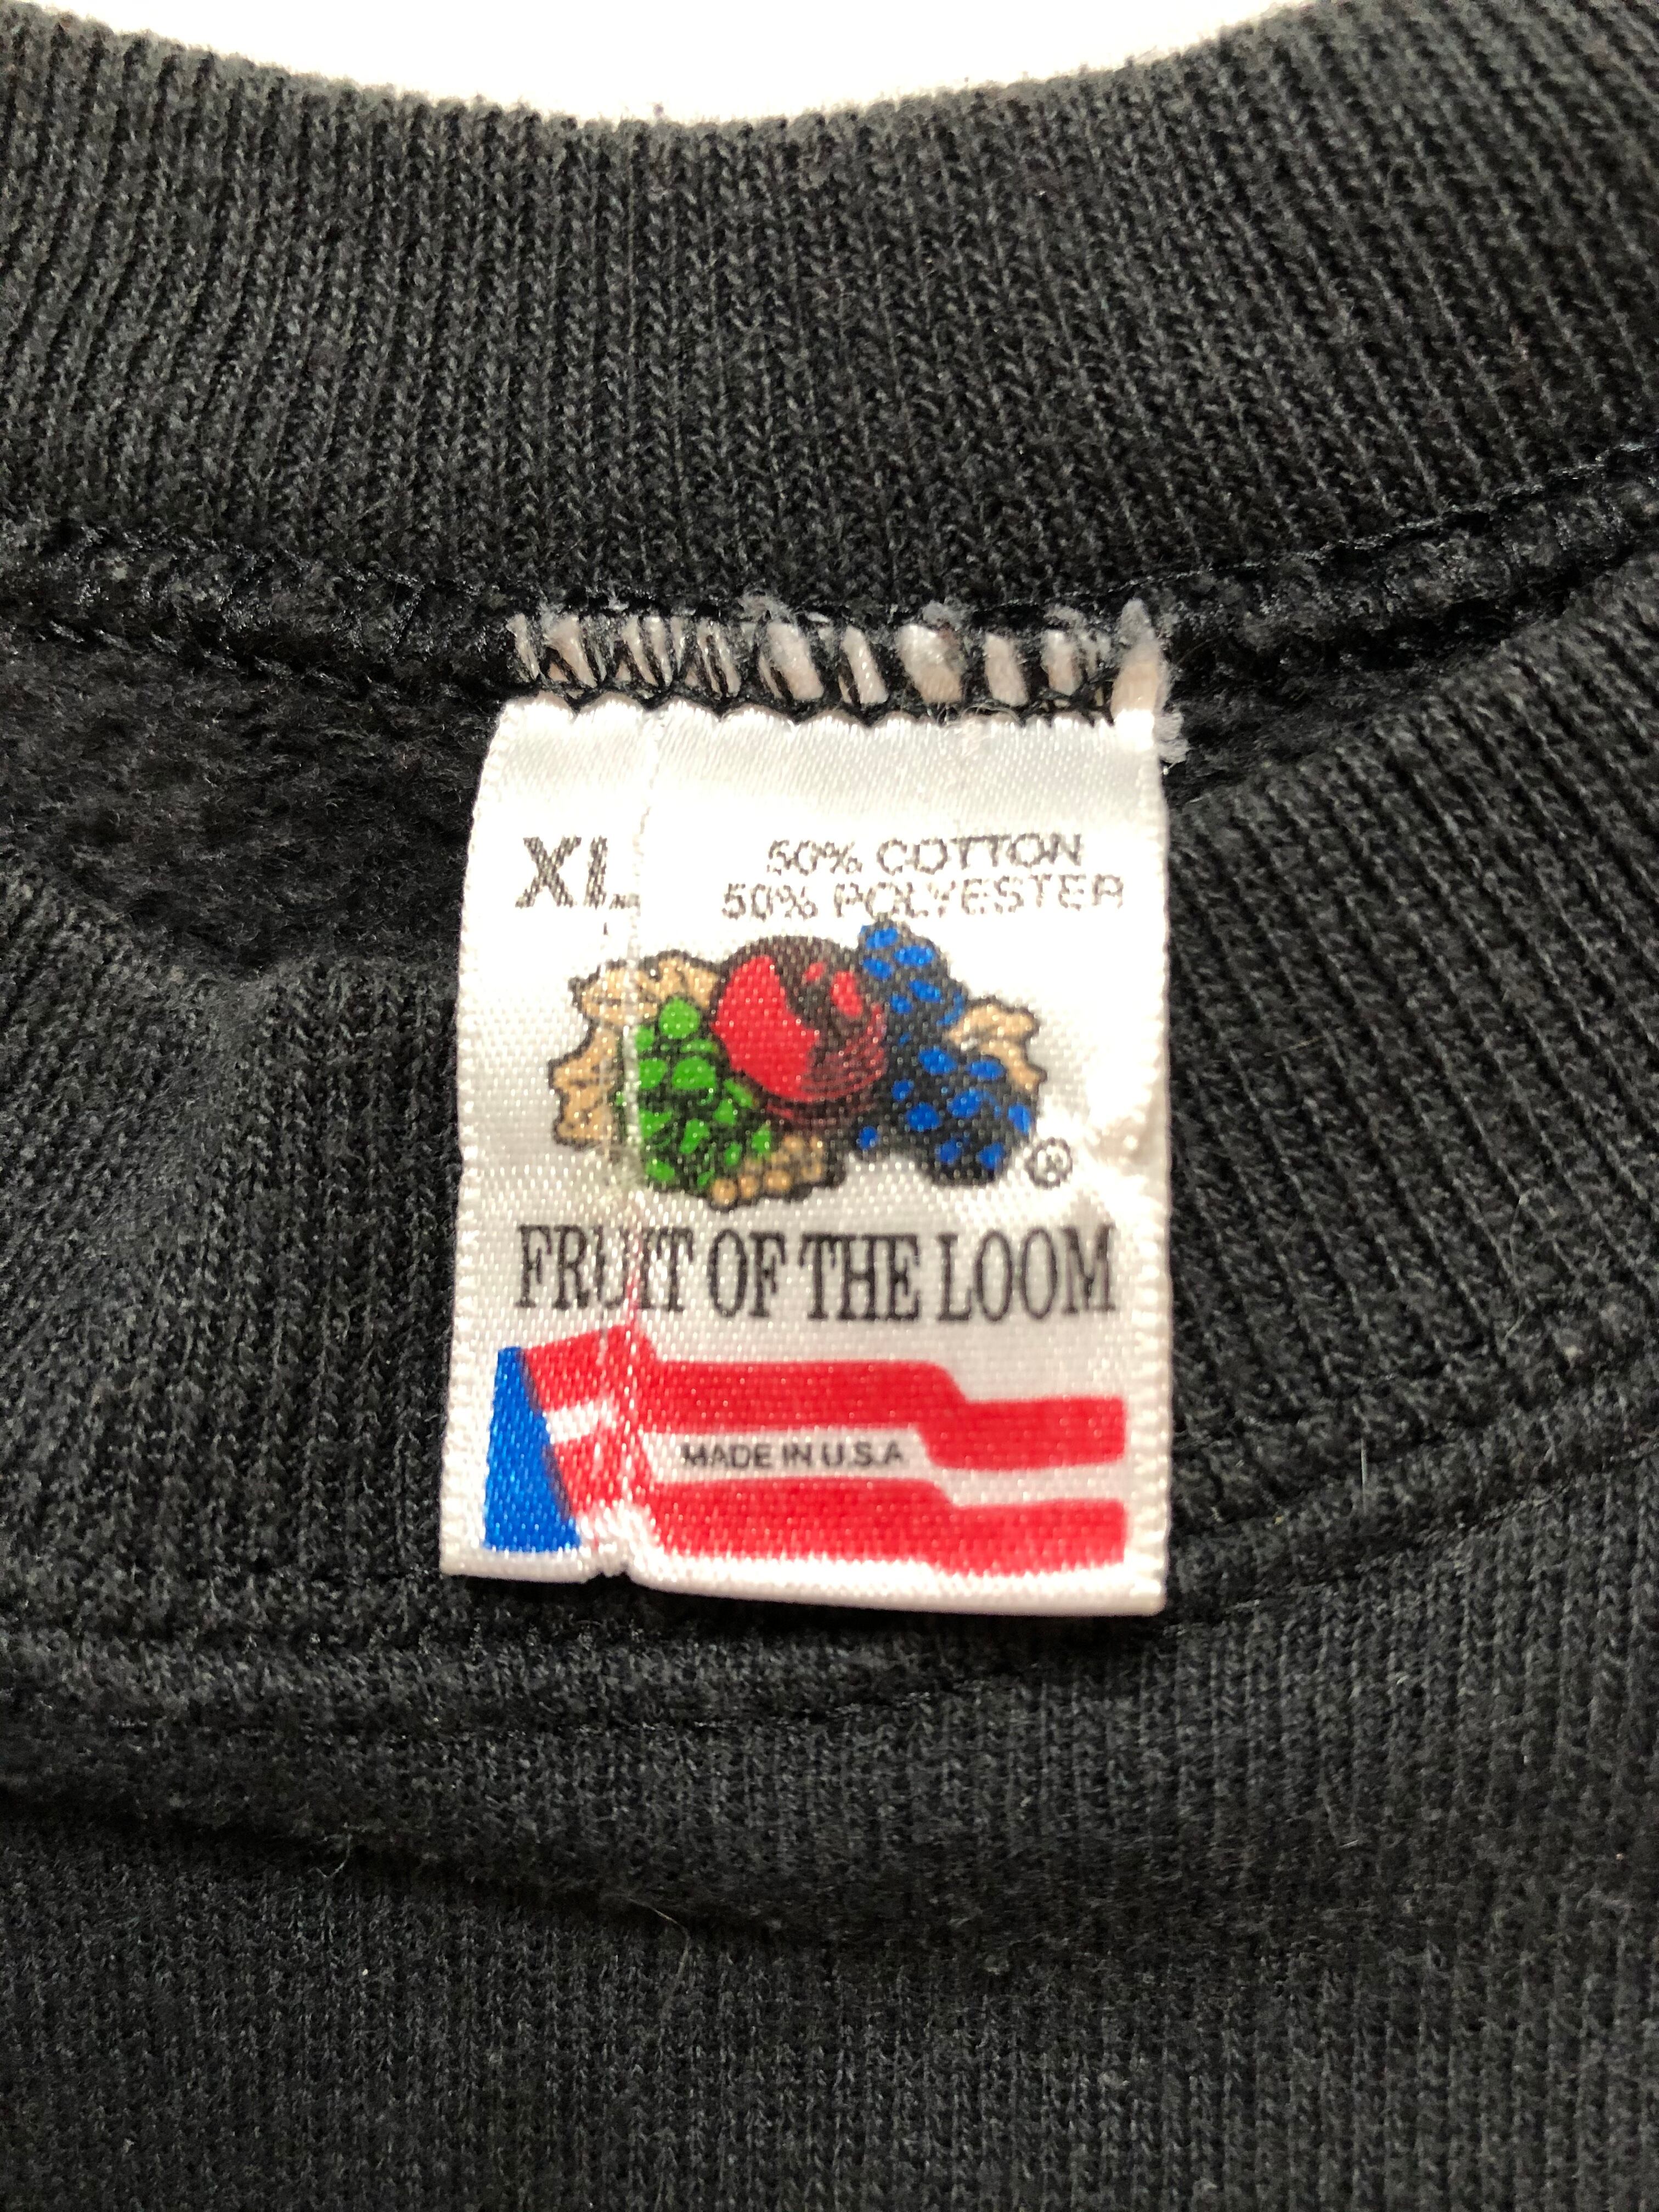 XL
50% COTTON
50% POLYESTER
®
FRUIT OF THE LOOM
MADE IN U.S.A